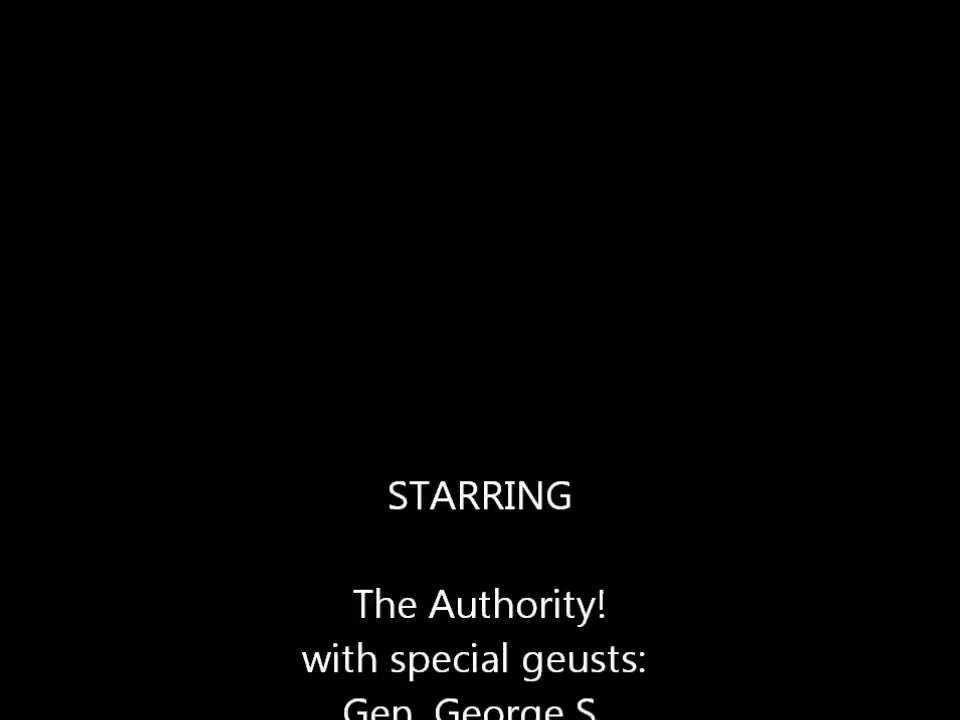 STARRING
The Authority!
with special geusts:
Gen. George S.